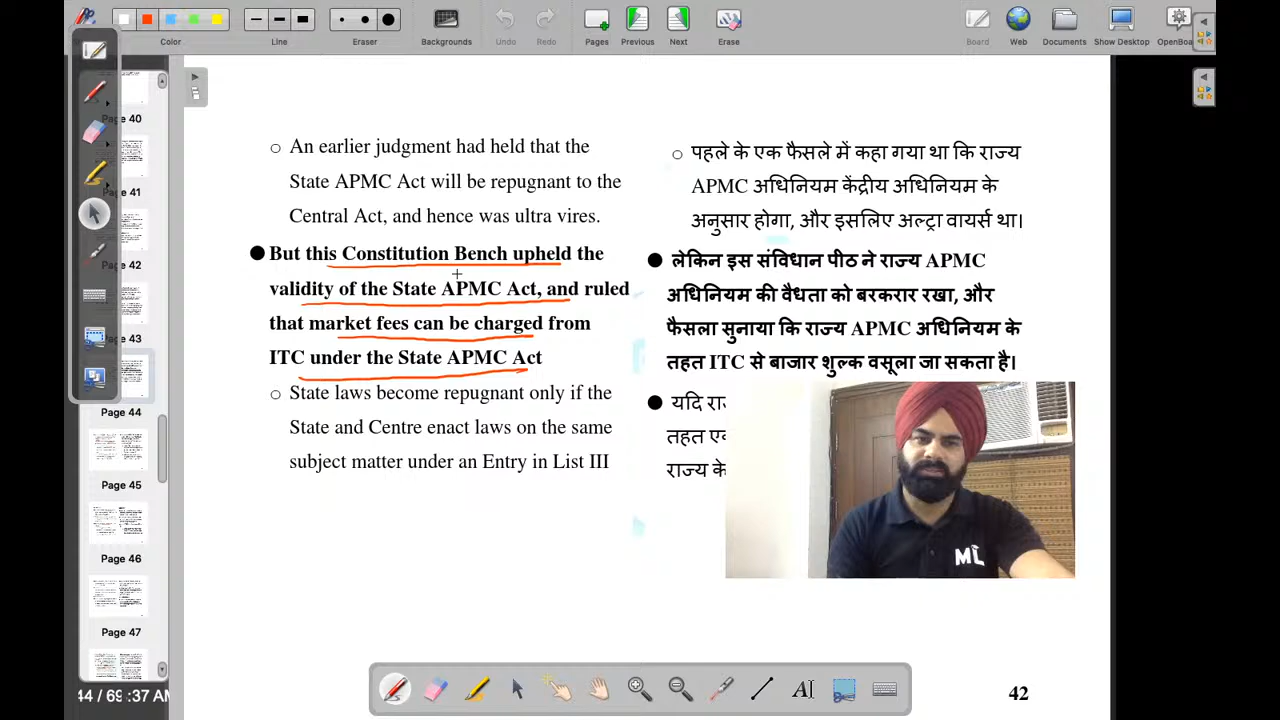 Color
Line
Eraser
Backgrounds
Undo
Redo
Pages
Previous
Next
Erase
Board
Web
Documents
Show Desktop
OpenBoa
Page 40
Page 41
Page 42
Page 43
Page 44
Page 45
Page 46
Page 47
An earlier judgment had held that the
State APMC Act will be repugnant to the
Central Act, and hence was ultra vires.
But this Constitution Bench upheld the
validity of the State APMC Act, and ruled
that market fees can be charged from
ITC under the State APMC Act
State laws become repugnant only if the
State and Centre enact laws on the same
subject matter under an Entry in List III
पहले के एक फैसले में कहा गया था कि राज्य
APMC अधिनियम केंद्रीय अधिनियम के
अनुसार होगा, और इसलिए अल्ट्रा वायर्स था।
लेकिन इस संविधान पीठ ने राज्य APMC
अधिनियम की वैधता को बरकरार रखा, और
फैसला सुनाया कि राज्य APMC अधिनियम के
तहत ITC से बाजार शुल्क वसूला जा सकता है।
यदि
तहत
राज्य के
ML
44 / 69
:37 AM
42